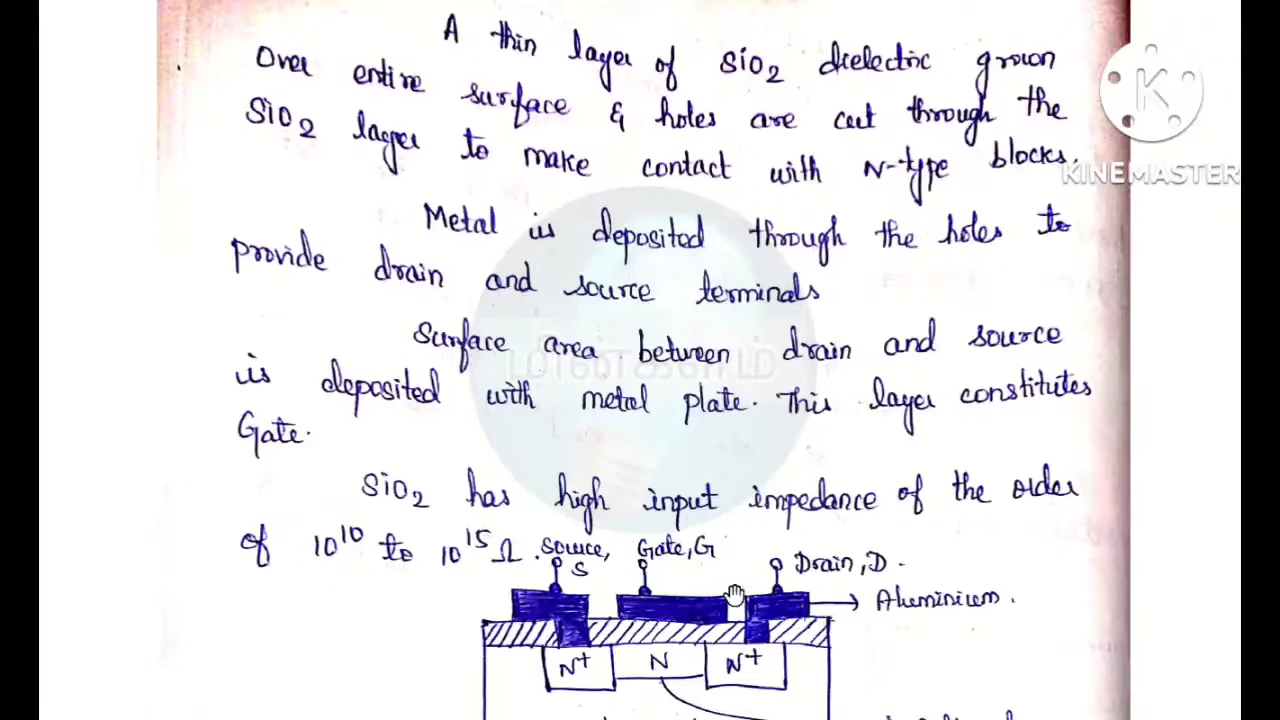 A thin layer of SiO2 dielectric grown
Over entire surface & holes are cut through the
SiO2 layer to make contact with N-type blocks.
Metal is deposited through the holes to
provide drain and source terminals
Surface area between drain and source
is deposited with metal plate. This layer constitutes
Gate.
SiO2 has high input impedance of the order
of 10^10 to 10^15 Ω.
Source, S
Gate, G
Drain, D.
Aluminium.
N+
N
N+
K
KINEMASTER